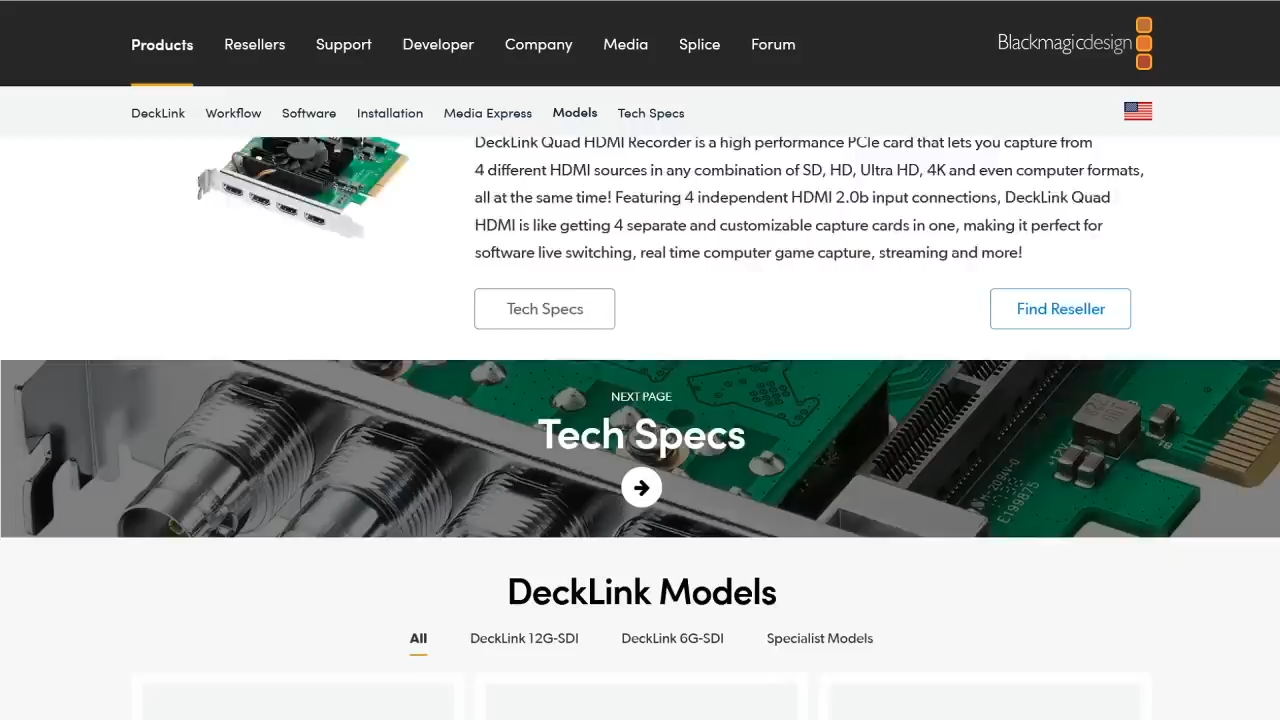 Products Resellers Support Developer Company Media Splice Forum Blackmagicdesign
DeckLink Workflow Software Installation Media Express Models Tech Specs
DeckLink Quad HDMI Recorder is a high performance PCIe card that lets you capture from
4 different HDMI sources in any combination of SD, HD, Ultra HD, 4K and even computer formats,
all at the same time! Featuring 4 independent HDMI 2.0b input connections, DeckLink Quad
HDMI is like getting 4 separate and customizable capture cards in one, making it perfect for
software live switching, real time computer game capture, streaming and more!
Tech Specs Find Reseller
NEXT PAGE
Tech Specs
+12V
B1
E199875
DeckLink Models
All DeckLink 12G-SDI DeckLink 6G-SDI Specialist Models